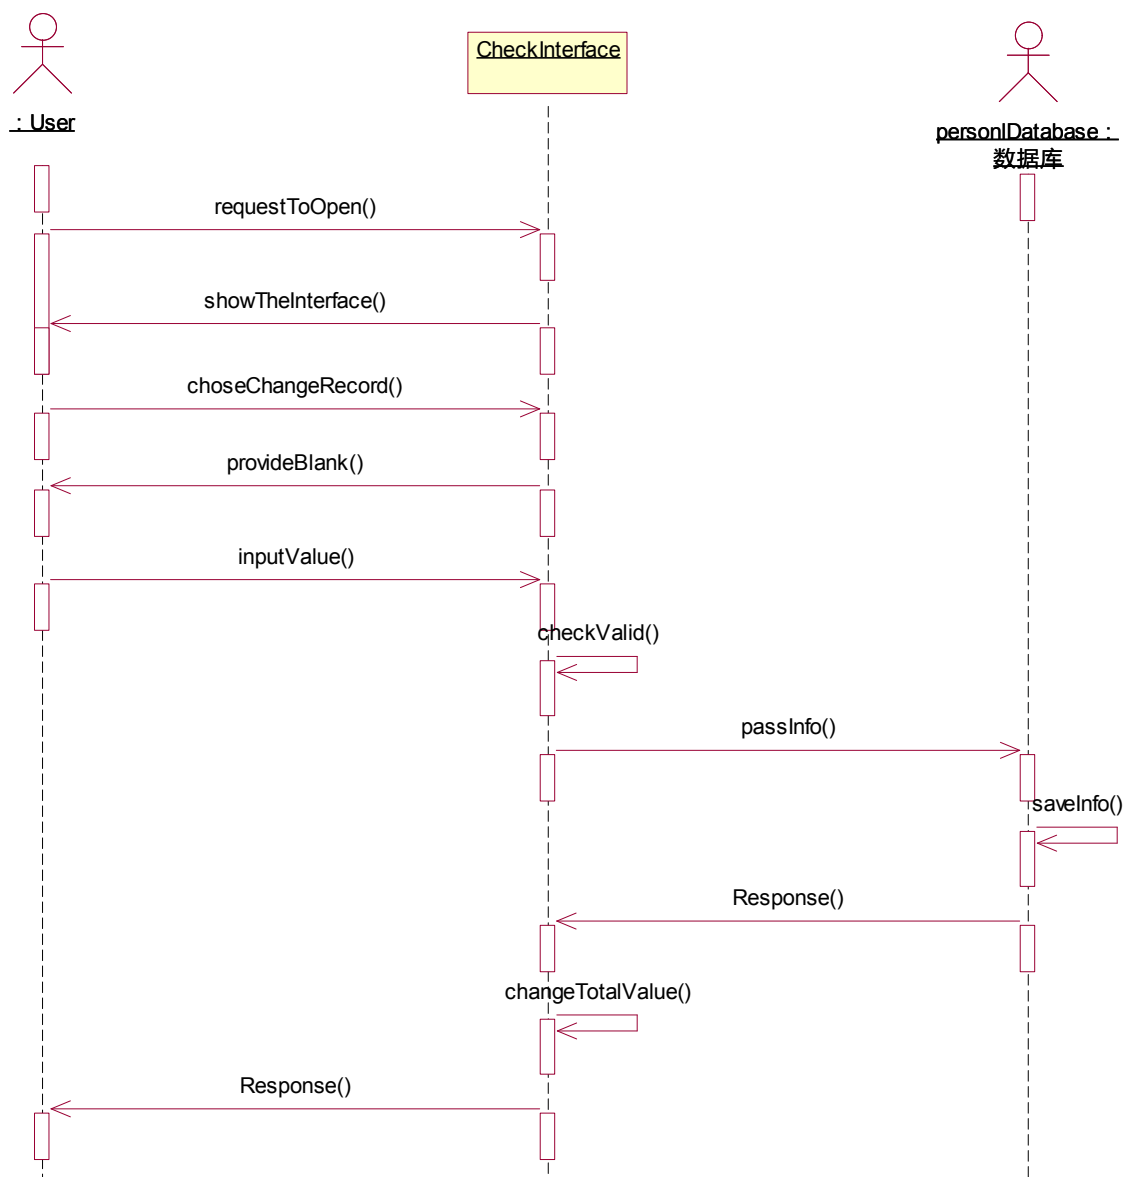 : User
CheckInterface
personlDatabase :
数据库
requestToOpen()
showTheInterface()
choseChangeRecord()
provideBlank()
inputValue()
checkValid()
passInfo()
saveInfo()
Response()
changeTotalValue()
Response()